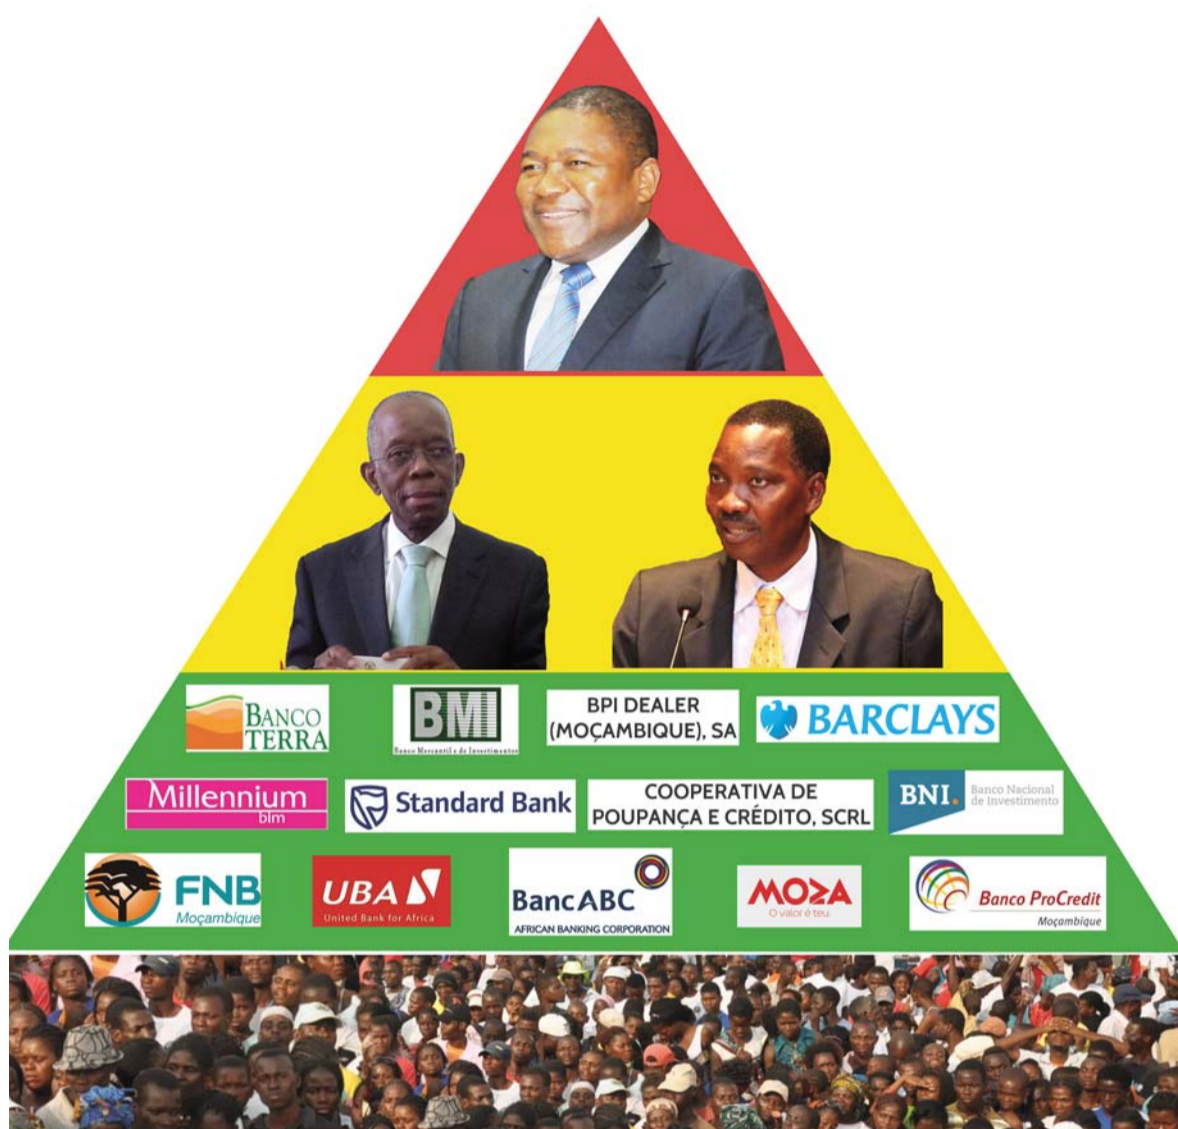 BANCO
TERRA
BMI
Banco Mercantil e de Investimentos
BPI DEALER
(MOÇAMBIQUE), SA
BARCLAYS
Millennium
bim
Standard Bank
COOPERATIVA DE
POUPANÇA E CRÉDITO, SCRL
BNI.
Banco Nacional
de Investimento
FNB
Moçambique
UBA
United Bank for Africa
BancABC
AFRICAN BANKING CORPORATION
MOZA
O valor é teu.
Banco ProCredit
Moçambique